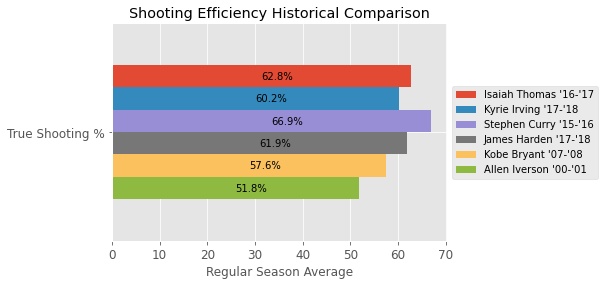 Shooting Efficiency Historical Comparison
True Shooting %
62.8%
60.2%
66.9%
61.9%
57.6%
51.8%
0 10 20 30 40 50 60 70
Regular Season Average
Isaiah Thomas '16-'17
Kyrie Irving '17-'18
Stephen Curry '15-'16
James Harden '17-'18
Kobe Bryant '07-'08
Allen Iverson '00-'01